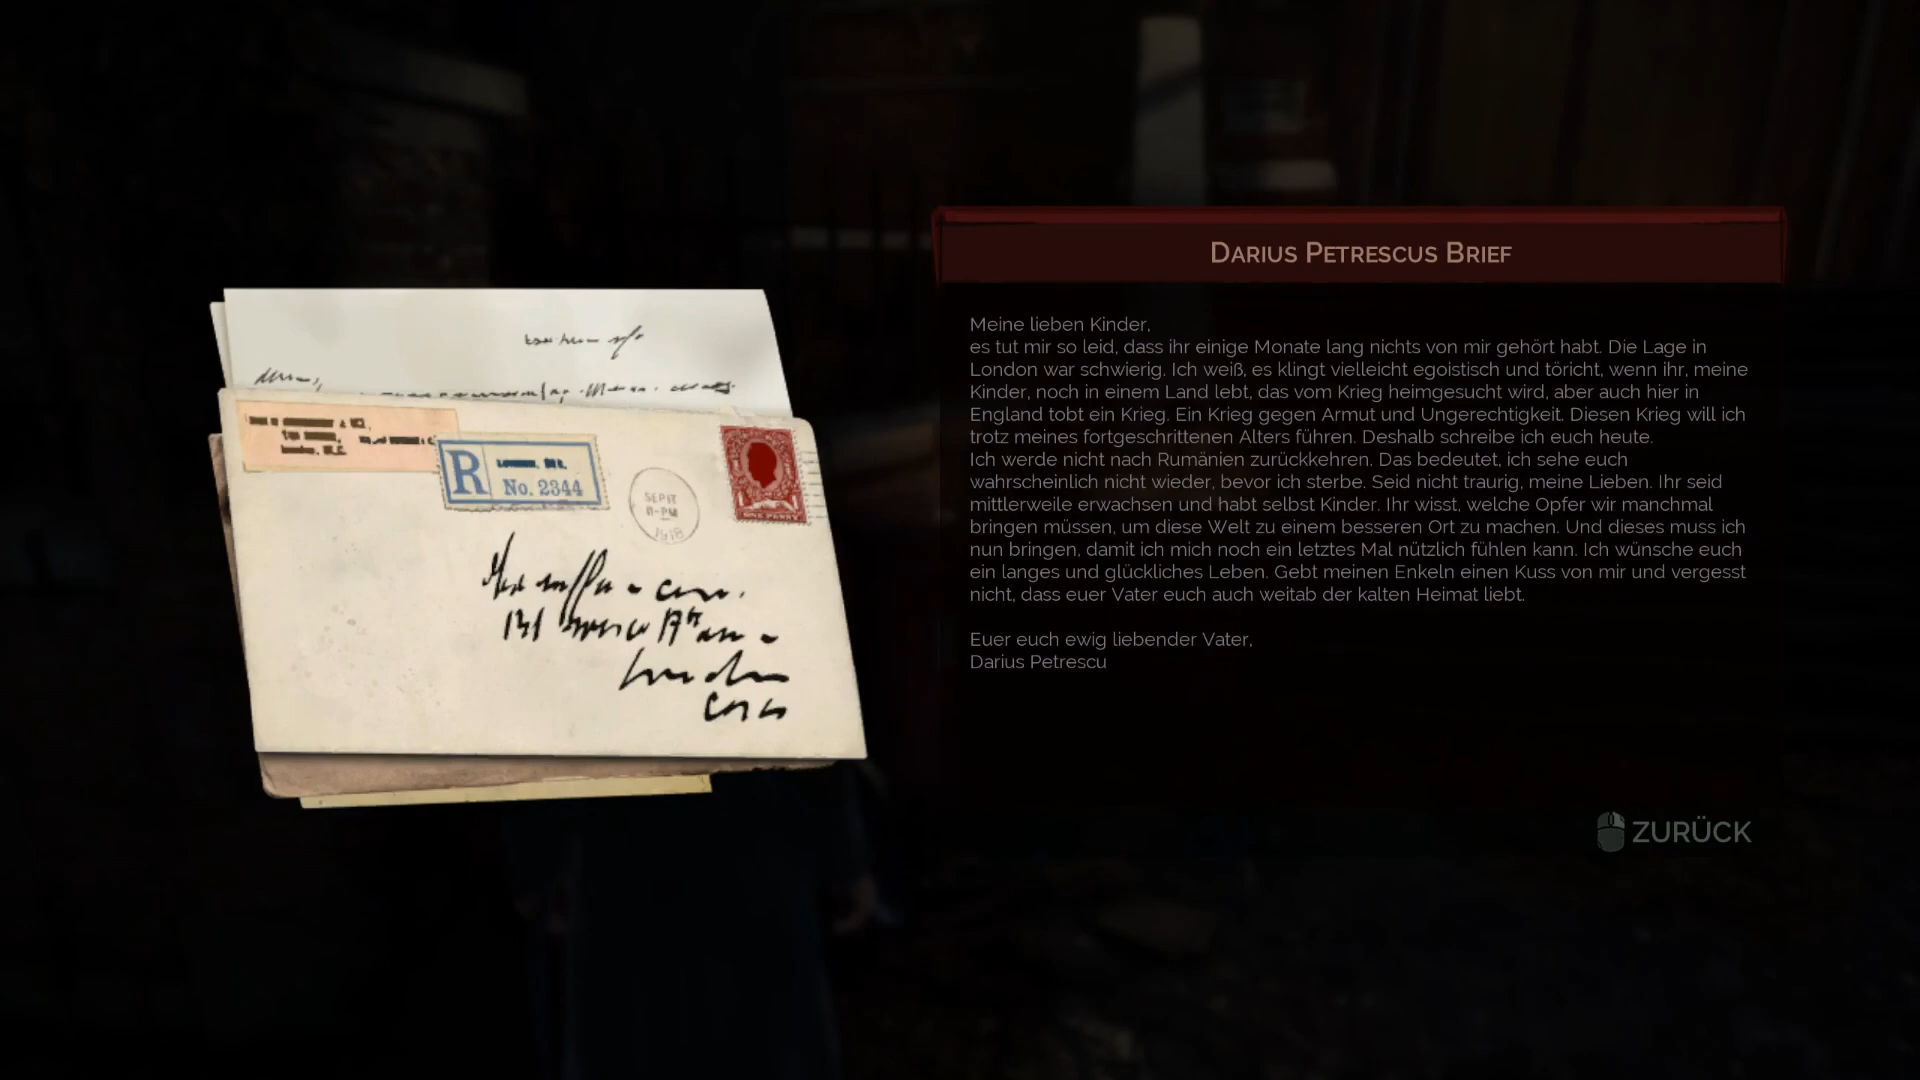 London, W.C.
R
No. 2344
SEP 17
11-PM
1918
1
1
ONE PENNY
DARIUS PETRESCUS BRIEF
Meine lieben Kinder,
es tut mir so leid, dass ihr einige Monate lang nichts von mir gehört habt. Die Lage in
London war schwierig. Ich weiß, es klingt vielleicht egoistisch und töricht, wenn ihr, meine
Kinder, noch in einem Land lebt, das vom Krieg heimgesucht wird, aber auch hier in
England tobt ein Krieg. Ein Krieg gegen Armut und Ungerechtigkeit. Diesen Krieg will ich
trotz meines fortgeschrittenen Alters führen. Deshalb schreibe ich euch heute.
Ich werde nicht nach Rumänien zurückkehren. Das bedeutet, ich sehe euch
wahrscheinlich nicht wieder, bevor ich sterbe. Seid nicht traurig, meine Lieben. Ihr seid
mittlerweile erwachsen und habt selbst Kinder. Ihr wisst, welche Opfer wir manchmal
bringen müssen, um diese Welt zu einem besseren Ort zu machen. Und dieses muss ich
nun bringen, damit ich mich noch ein letztes Mal nützlich fühlen kann. Ich wünsche euch
ein langes und glückliches Leben. Gebt meinen Enkeln einen Kuss von mir und vergesst
nicht, dass euer Vater euch auch weitab der kalten Heimat liebt.
Euer euch ewig liebender Vater,
Darius Petrescu
ZURÜCK